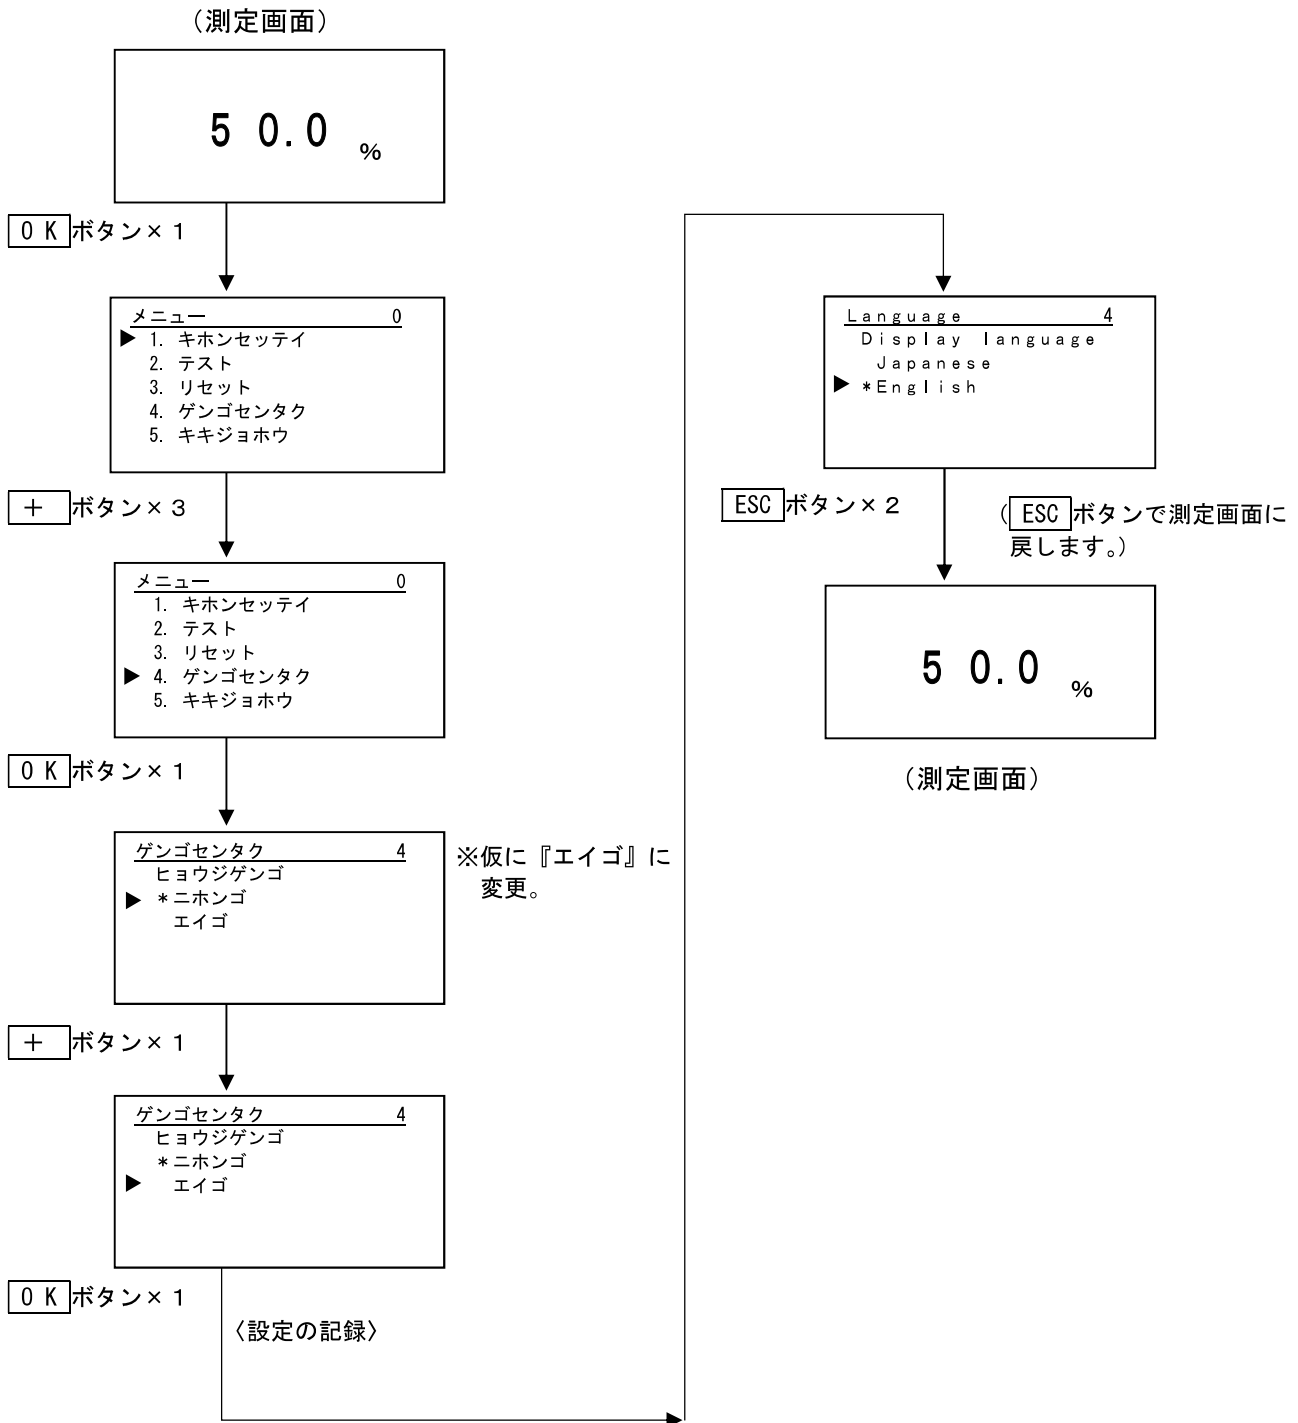 （測定画面）
５０.０ %
ＯＫ ボタン×１
メニュー 0
▶ 1. キホンセッテイ
2. テスト
3. リセット
4. ゲンゴセンタク
5. キキジョホウ
＋ ボタン×３
メニュー 0
1. キホンセッテイ
2. テスト
3. リセット
▶ 4. ゲンゴセンタク
5. キキジョホウ
ＯＫ ボタン×１
ゲンゴセンタク 4
ヒョウジゲンゴ
▶ *ニホンゴ
エイゴ
※仮に『エイゴ』に
変更。
＋ ボタン×１
ゲンゴセンタク 4
ヒョウジゲンゴ
*ニホンゴ
▶ エイゴ
ＯＫ ボタン×１
〈設定の記録〉
Language 4
Display language
Japanese
▶ *English
ESC ボタン×２
（ESC ボタンで測定画面に
戻します。）
５０.０ %
（測定画面）